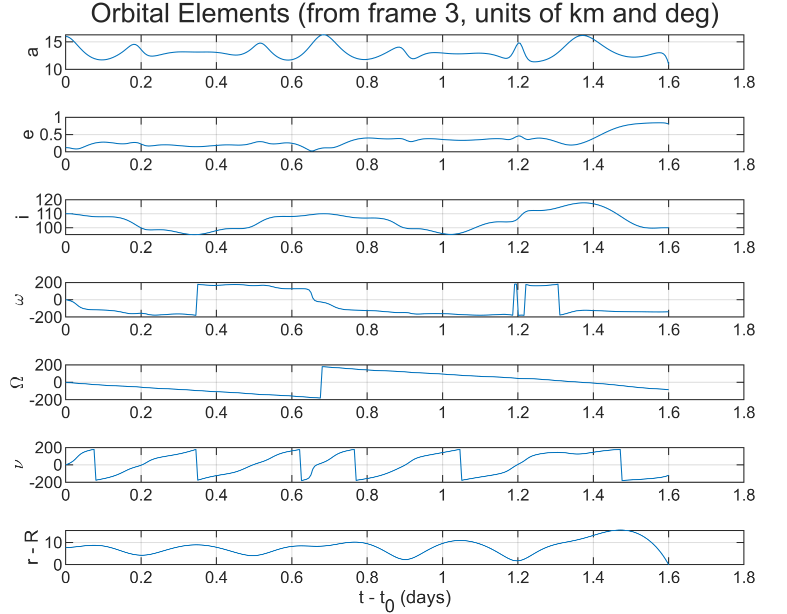 Orbital Elements (from frame 3, units of km and deg)
a
15
10
0 0.2 0.4 0.6 0.8 1 1.2 1.4 1.6 1.8
e
1
0.5
0
0 0.2 0.4 0.6 0.8 1 1.2 1.4 1.6 1.8
i
120
110
100
0 0.2 0.4 0.6 0.8 1 1.2 1.4 1.6 1.8
ω
200
0
-200
0 0.2 0.4 0.6 0.8 1 1.2 1.4 1.6 1.8
Ω
200
0
-200
0 0.2 0.4 0.6 0.8 1 1.2 1.4 1.6 1.8
ν
200
0
-200
0 0.2 0.4 0.6 0.8 1 1.2 1.4 1.6 1.8
r - R
10
0
0 0.2 0.4 0.6 0.8 1 1.2 1.4 1.6 1.8
t - t0 (days)